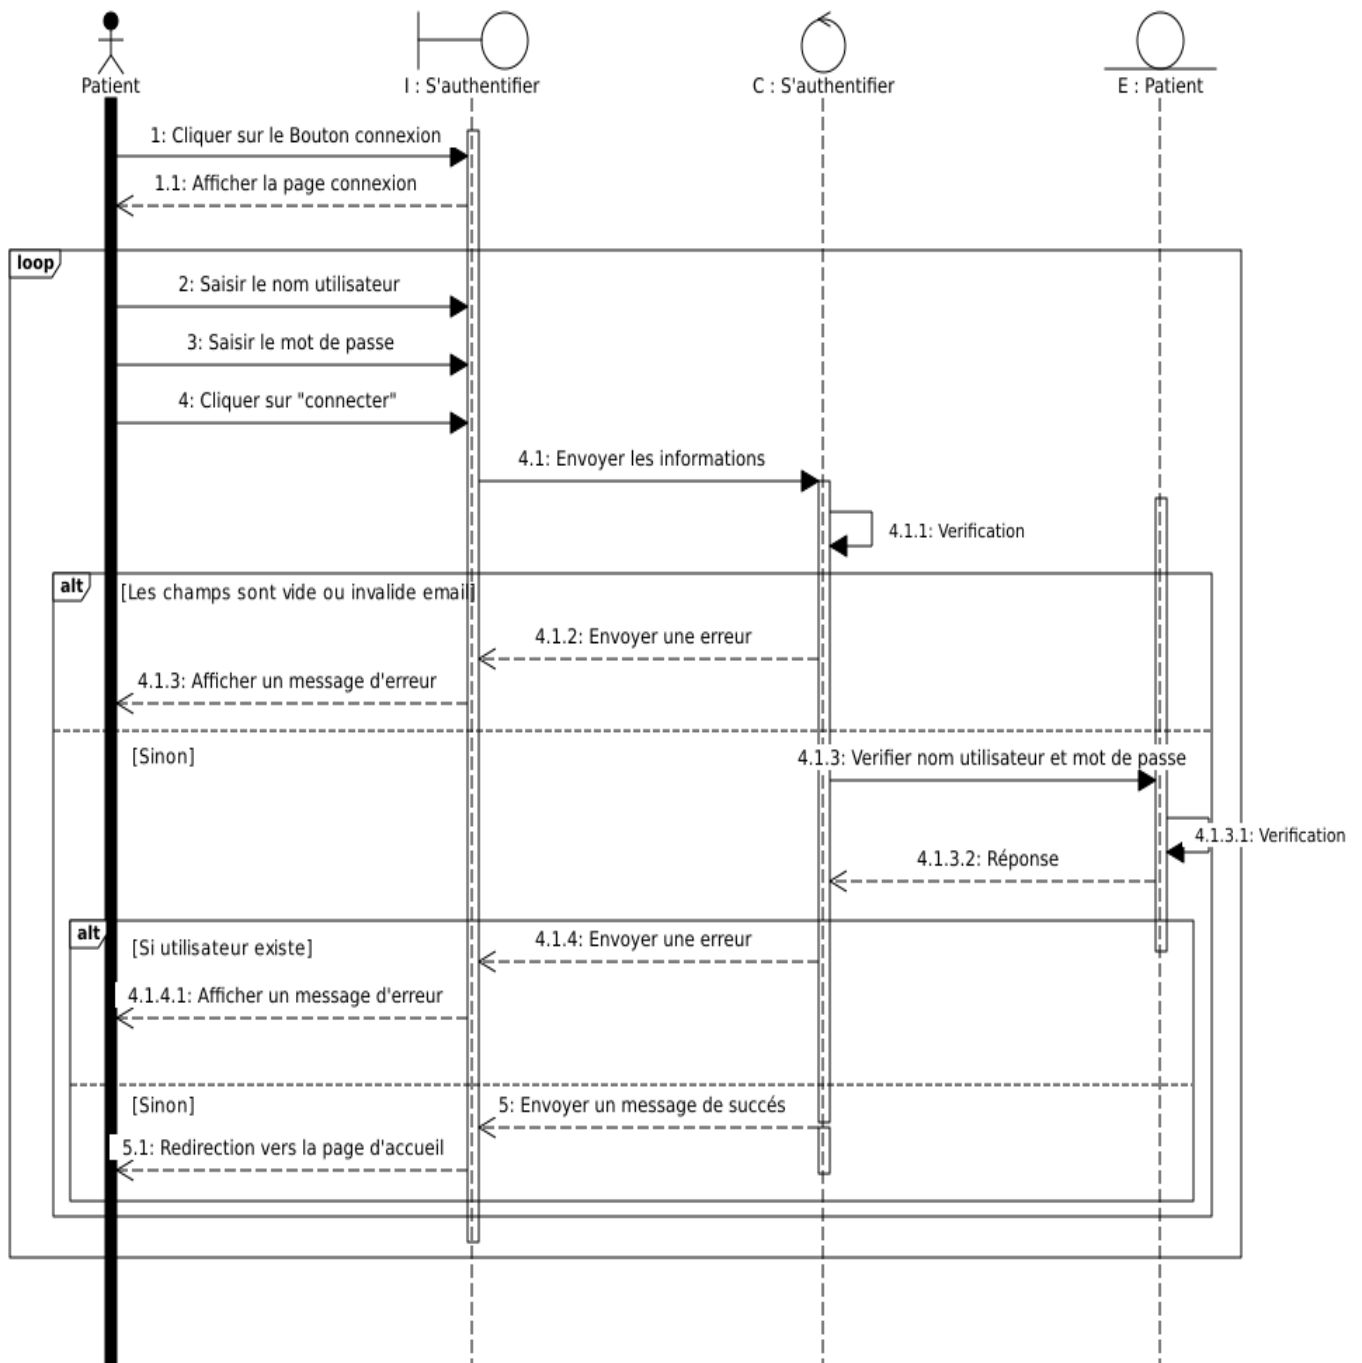 Patient
I : S'authentifier
C : S'authentifier
E : Patient
1: Cliquer sur le Bouton connexion
1.1: Afficher la page connexion
loop
2: Saisir le nom utilisateur
3: Saisir le mot de passe
4: Cliquer sur "connecter"
4.1: Envoyer les informations
4.1.1: Verification
alt
[Les champs sont vide ou invalide email]
4.1.2: Envoyer une erreur
4.1.3: Afficher un message d'erreur
[Sinon]
4.1.3: Verifier nom utilisateur et mot de passe
4.1.3.1: Verification
4.1.3.2: Réponse
alt
[Si utilisateur existe]
4.1.4: Envoyer une erreur
4.1.4.1: Afficher un message d'erreur
[Sinon]
5: Envoyer un message de succés
5.1: Redirection vers la page d'accueil